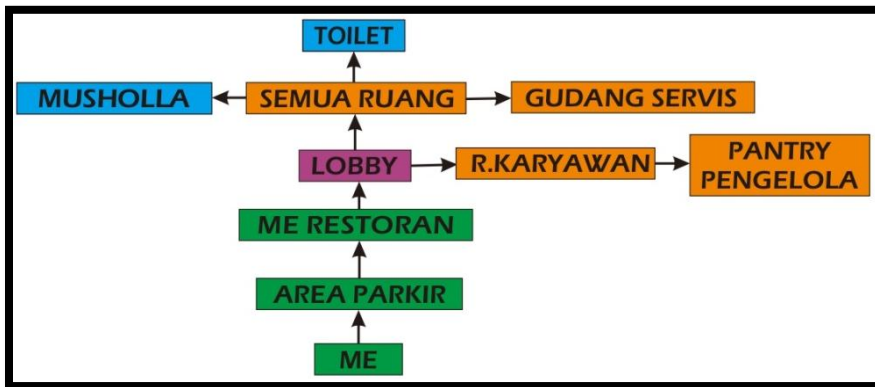 TOILET
MUSHOLLA
SEMUA RUANG
GUDANG SERVIS
LOBBY
R.KARYAWAN
PANTRY
PENGELOLA
ME RESTORAN
AREA PARKIR
ME